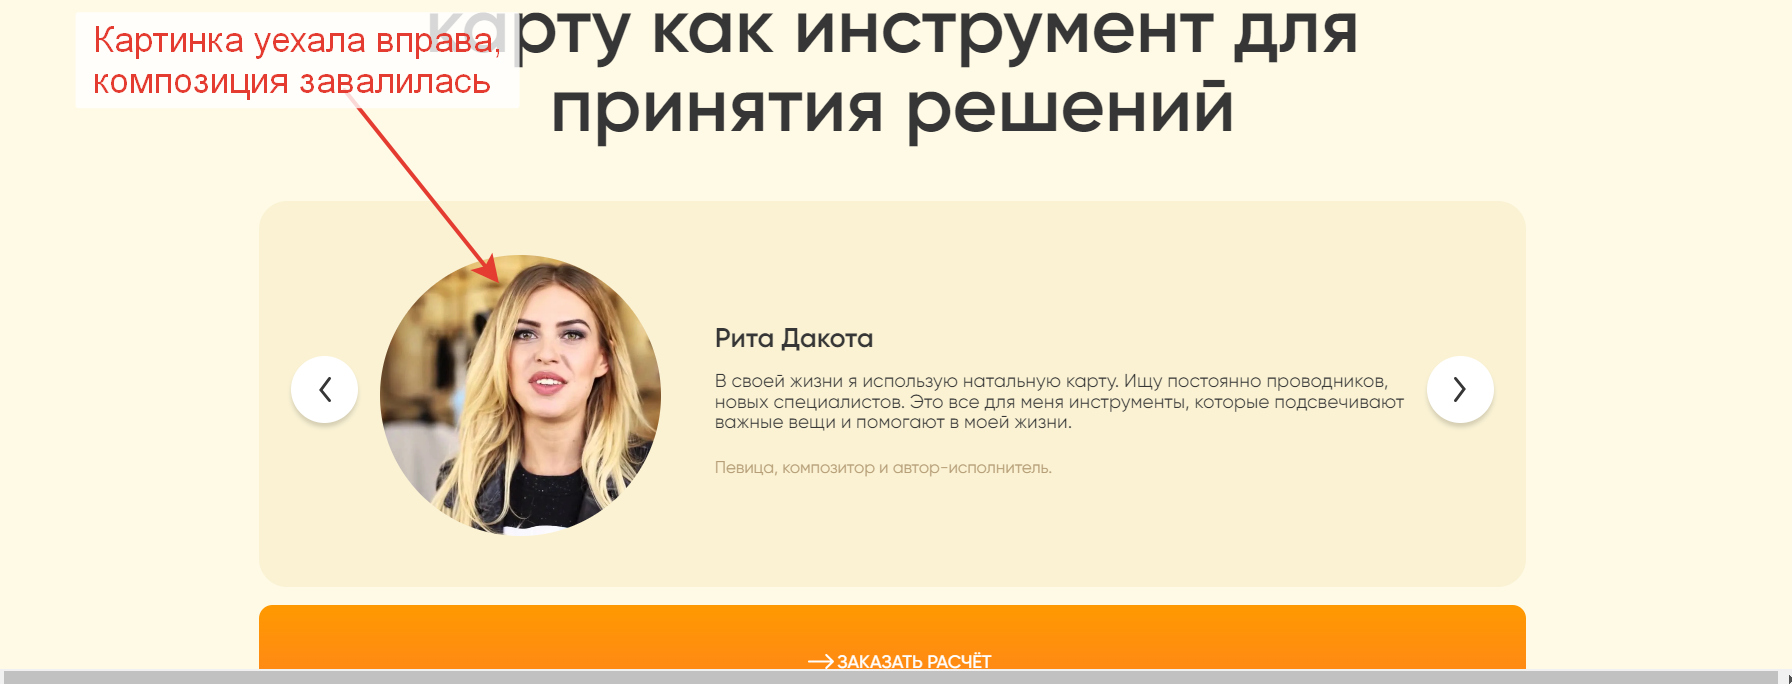 Картинка уехала вправа,
композиция завалилась
карту как инструмент для
принятия решений
Рита Дакота
В своей жизни я использую натальную карту. Ищу постоянно проводников,
новых специалистов. Это все для меня инструменты, которые подсвечивают
важные вещи и помогают в моей жизни.
Певица, композитор и автор-исполнитель.
ЗАКАЗАТЬ РАСЧЁТ